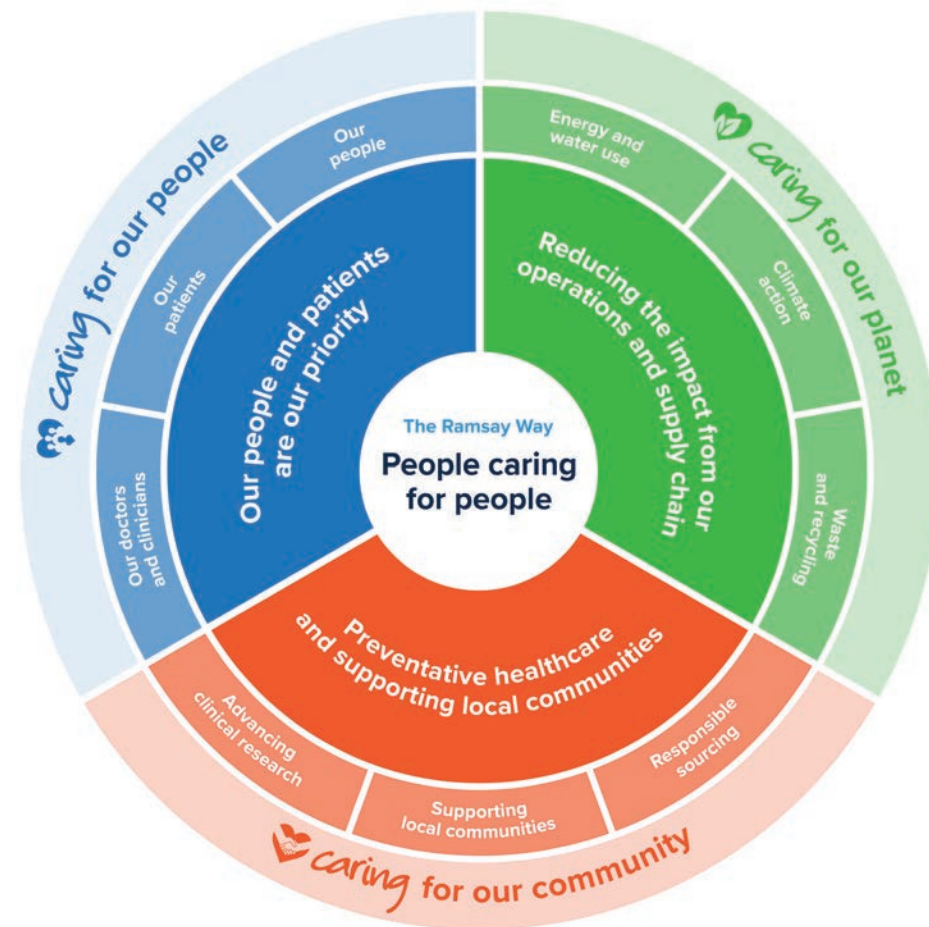 The Ramsay Way
People caring
for people
caring for our people
Our
people
Our
patients
Our doctors
and clinicians
Our people and patients
are our priority
caring for our planet
Energy and
water use
Climate
action
Waste
and recycling
Reducing the impact from our
operations and supply chain
Preventative healthcare
and supporting local communities
Advancing
clinical research
Supporting
local communities
Responsible
sourcing
caring for our community